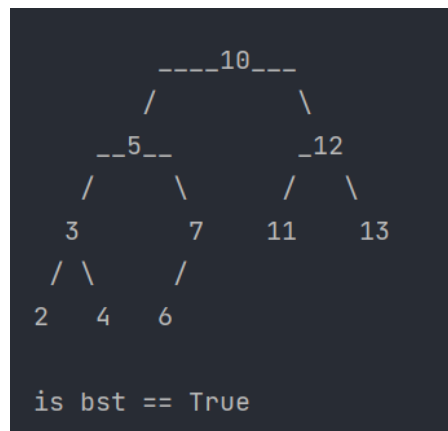 ____10___
/ \
__5__ _12
/ \ / \
3 7 11 13
/ \ /
2 4 6
is bst == True